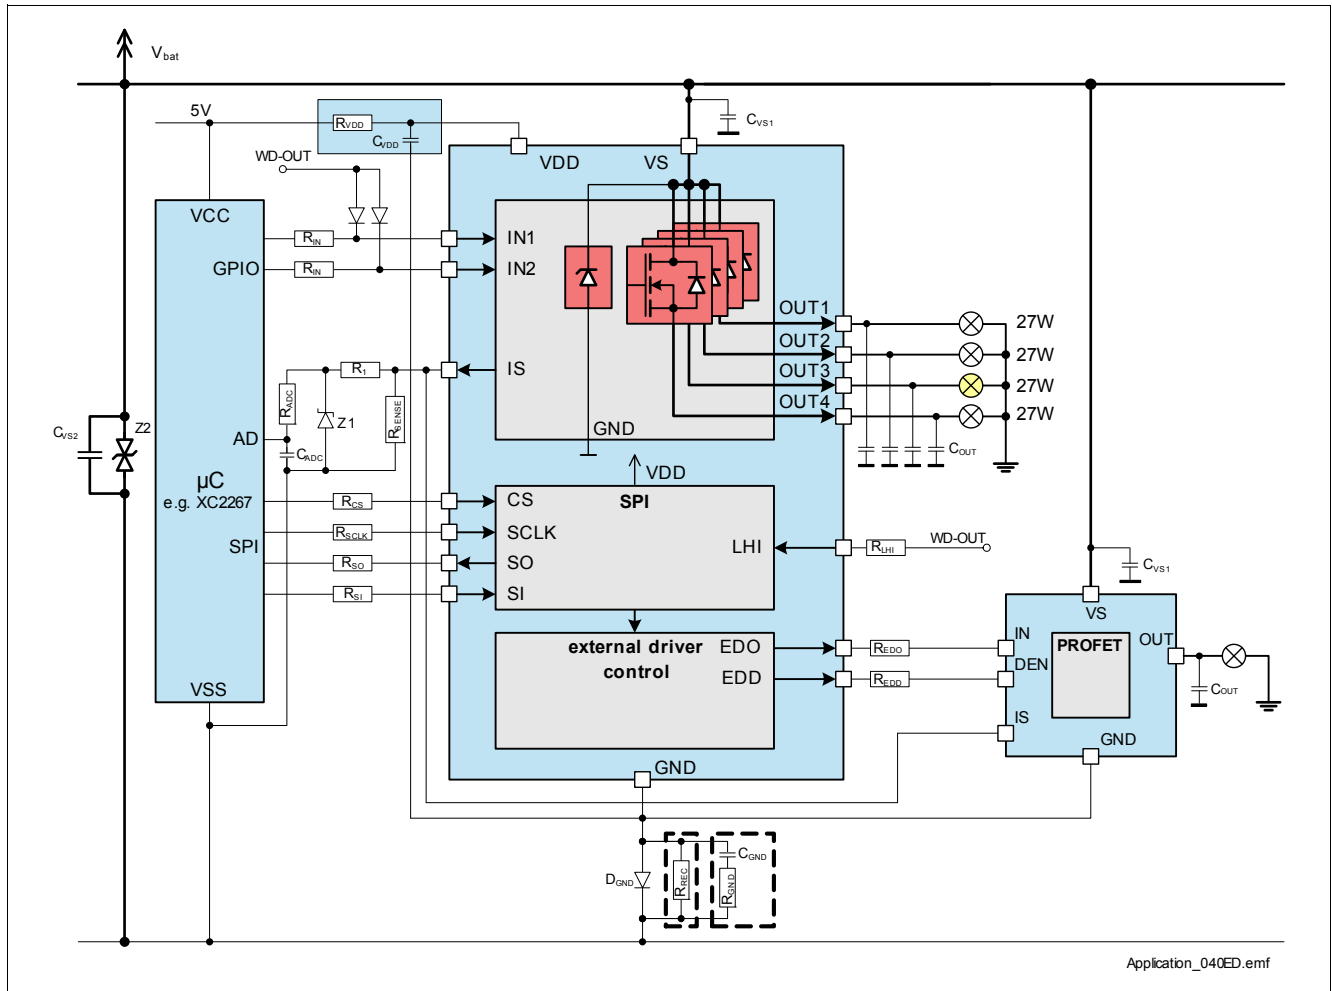 Vbat
5V
RVDD
CVDD
CVS1
WD-OUT
VDD
VS
VCC
RIN
IN1
GPIO
RIN
IN2
OUT1
27W
OUT2
27W
OUT3
27W
OUT4
27W
R1
IS
RADC
Z1
RSENSE
GND
CVS2
Z2
AD
CADC
COUT
µC
e.g. XC2267
VDD
SPI
RCS
CS
RSCLK
SCLK
SPI
RSO
SO
RSI
SI
LHI
RLHI
WD-OUT
CVS1
VS
external driver
control
EDO
REDO
IN
PROFET
OUT
EDD
REDD
DEN
VSS
COUT
IS
GND
GND
DGND
RREC
CGND
RGND
Application_040ED.emf